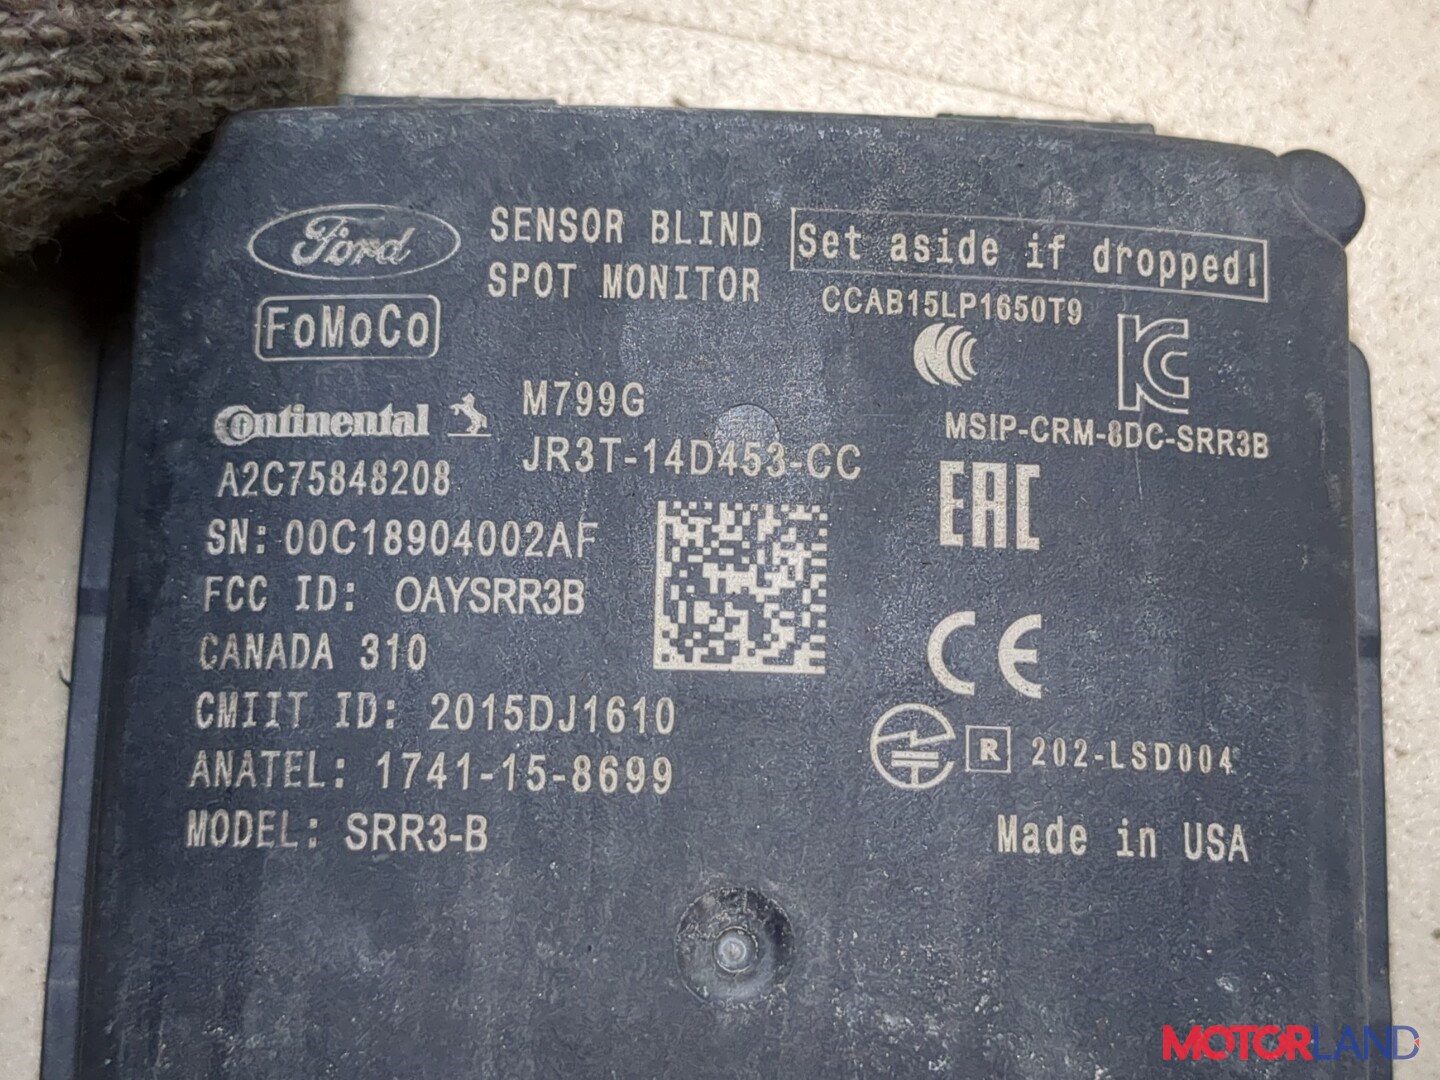 Ford
SENSOR BLIND
SPOT MONITOR
Set aside if dropped!
FoMoCo
CCAB15LP1650T9
Continental
M799G
JR3T-14D453-CC
MSIP-CRM-8DC-SRR3B
A2C75848208
EAC
SN: 00C18904002AF
FCC ID: OAYSRR3B
CANADA 310
CE
CMIIT ID: 2015DJ1610
R 202-LSD004
ANATEL: 1741-15-8699
MODEL: SRR3-B
Made in USA
MOTORLAND